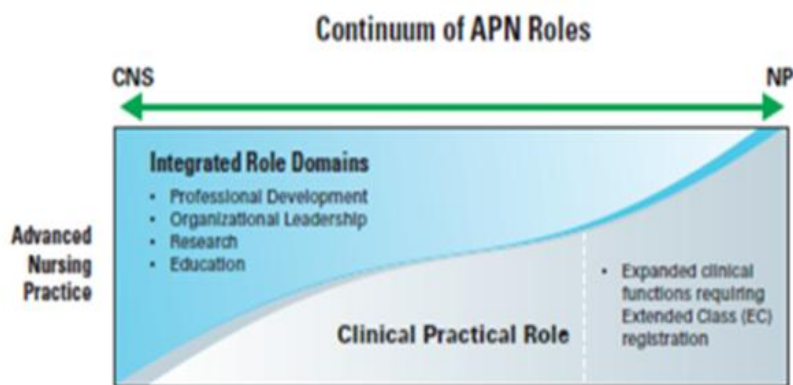 Continuum of APN Roles
CNS
NP
Integrated Role Domains
• Professional Development
• Organizational Leadership
• Research
• Education
Advanced
Nursing
Practice
• Expanded clinical
functions requiring
Extended Class (EC)
registration
Clinical Practical Role